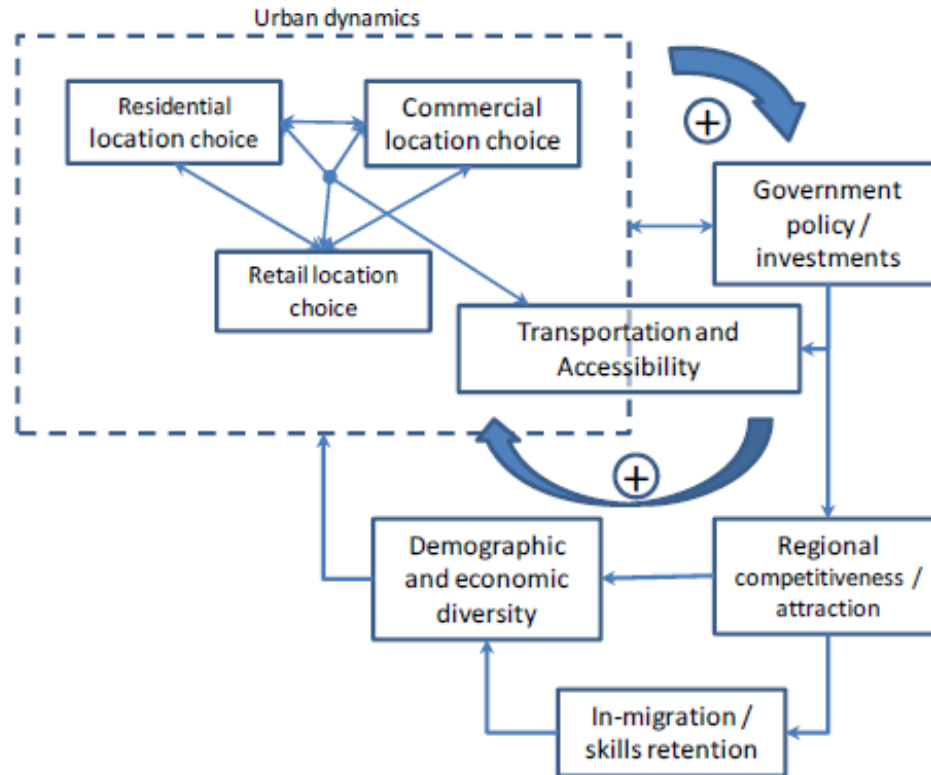 Urban dynamics
Residential
location choice
Commercial
location choice
+
Government
policy /
investments
Retail location
choice
Transportation and
Accessibility
+
Demographic
and economic
diversity
Regional
competitiveness /
attraction
In-migration /
skills retention